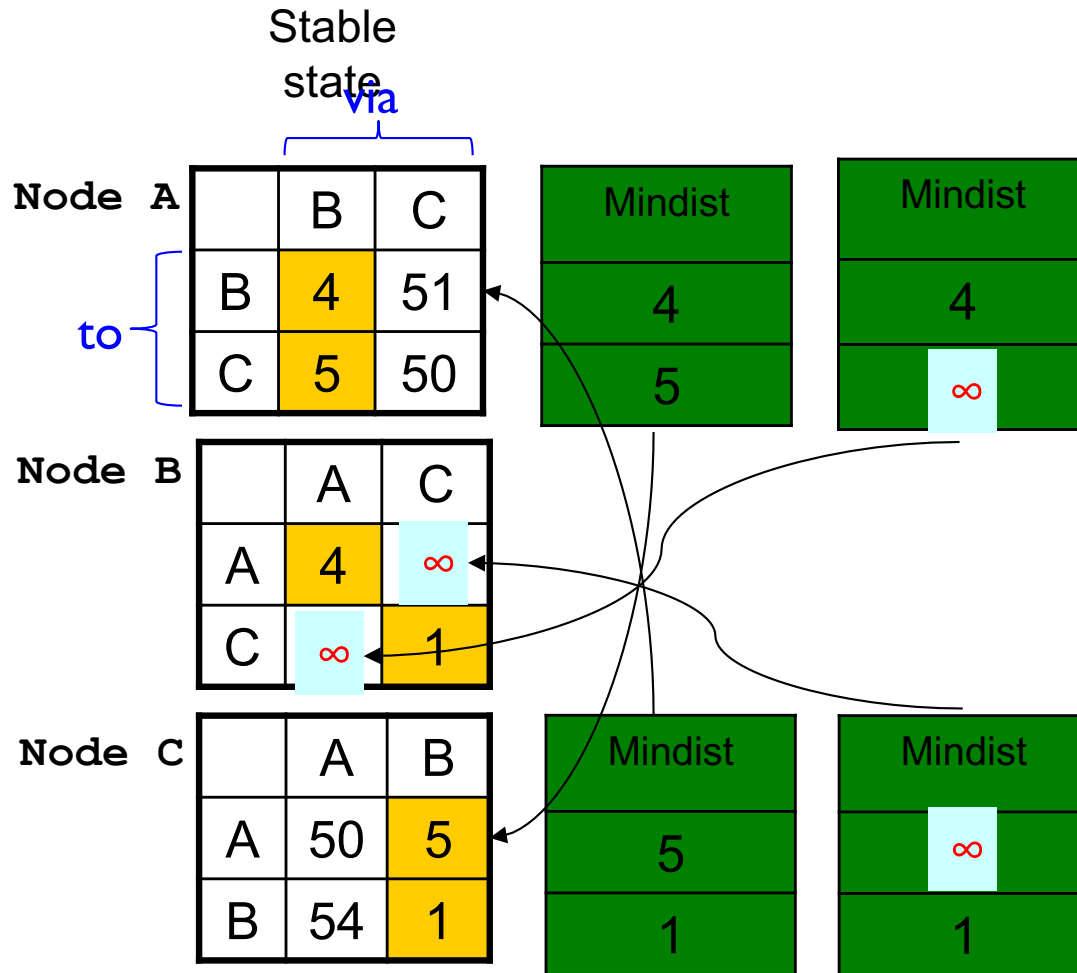 Stable
state
via
Node A
B C
Mindist
Mindist
to
B 4 51
4
4
C 5 50
5
∞
Node B
A C
A 4 ∞
C ∞ 1
Node C
A B
Mindist
Mindist
A 50 5
5
∞
B 54 1
1
1